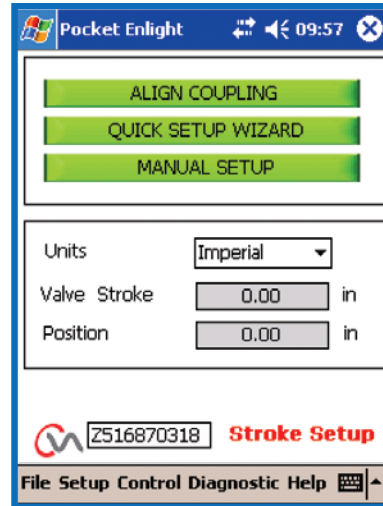 Pocket Enlight 09:57
ALIGN COUPLING
QUICK SETUP WIZARD
MANUAL SETUP
Units Imperial
Valve Stroke 0.00 in
Position 0.00 in
Z516870318 Stroke Setup
File Setup Control Diagnostic Help